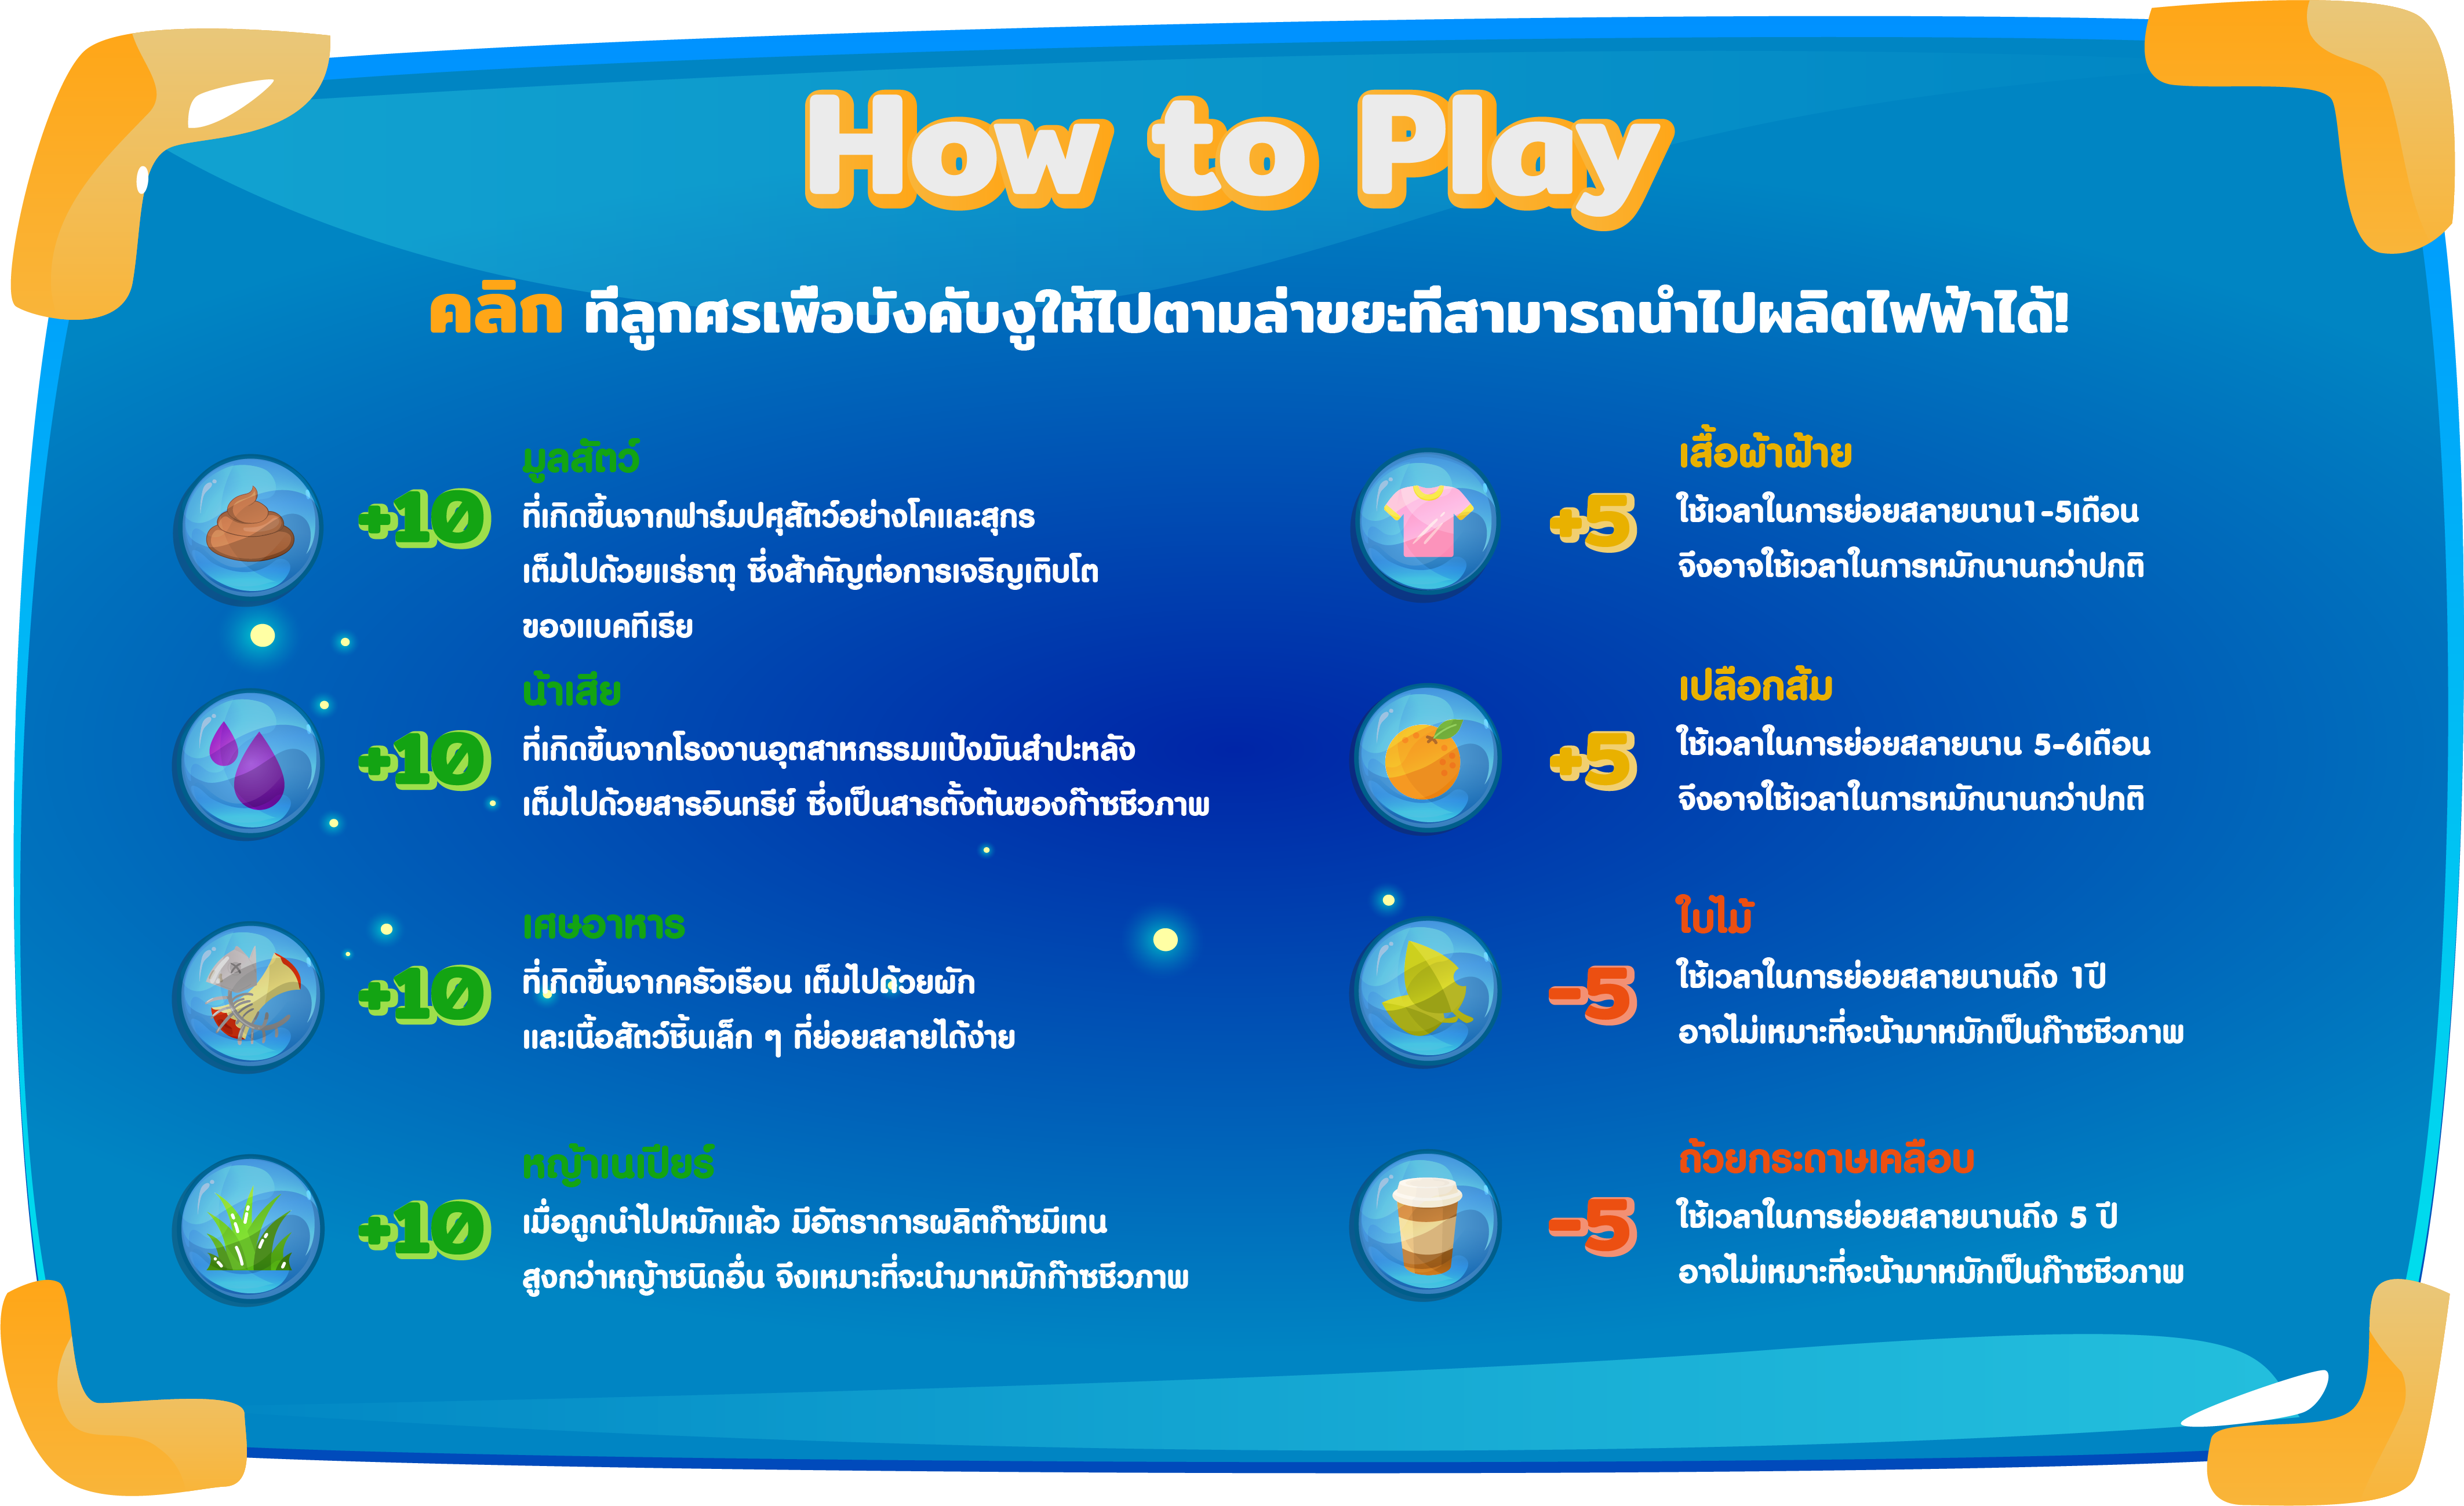 How to Play
คลิก ที่ลูกศรเพื่อบังคับงูให้ไปตามล่าขยะที่สามารถนำไปผลิตไฟฟ้าได้!
+10
มูลสัตว์
ที่เกิดขึ้นจากฟาร์มปศุสัตว์อย่างโคและสุกร
เต็มไปด้วยแร่ธาตุ ซึ่งสำคัญต่อการเจริญเติบโต
ของแบคทีเรีย
+10
น้ำเสีย
ที่เกิดขึ้นจากโรงงานอุตสาหกรรมแป้งมันสำปะหลัง
เต็มไปด้วยสารอินทรีย์ ซึ่งเป็นสารตั้งต้นของก๊าซชีวภาพ
+10
เศษอาหาร
ที่เกิดขึ้นจากครัวเรือน เต็มไปด้วยผัก
และเนื้อสัตว์ชิ้นเล็ก ๆ ที่ย่อยสลายได้ง่าย
+10
หญ้าเนเปียร์
เมื่อถูกนำไปหมักแล้ว มีอัตราการผลิตก๊าซมีเทน
สูงกว่าหญ้าชนิดอื่น จึงเหมาะที่จะนำมาหมักก๊าซชีวภาพ
+5
เสื้อผ้าฝ้าย
ใช้เวลาในการย่อยสลายนาน1-5เดือน
จึงอาจใช้เวลาในการหมักนานกว่าปกติ
+5
เปลือกส้ม
ใช้เวลาในการย่อยสลายนาน 5-6เดือน
จึงอาจใช้เวลาในการหมักนานกว่าปกติ
-5
ใบไม้
ใช้เวลาในการย่อยสลายนานถึง 1ปี
อาจไม่เหมาะที่จะนำมาหมักเป็นก๊าซชีวภาพ
-5
ถ้วยกระดาษเคลือบ
ใช้เวลาในการย่อยสลายนานถึง 5 ปี
อาจไม่เหมาะที่จะนำมาหมักเป็นก๊าซชีวภาพ